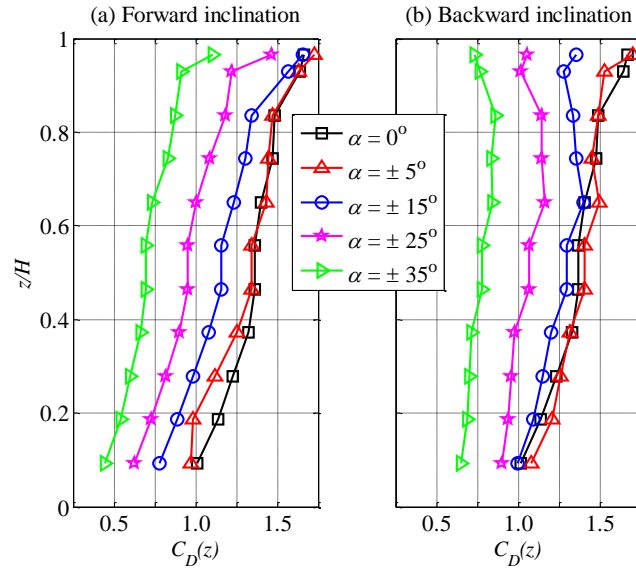 (a) Forward inclination
(b) Backward inclination
1
0.8
0.6
0.4
0.2
0
z/H
α = 0°
α = ± 5°
α = ± 15°
α = ± 25°
α = ± 35°
0.5 1.0 1.5
0.5 1.0 1.5
C_D(z)
C_D(z)